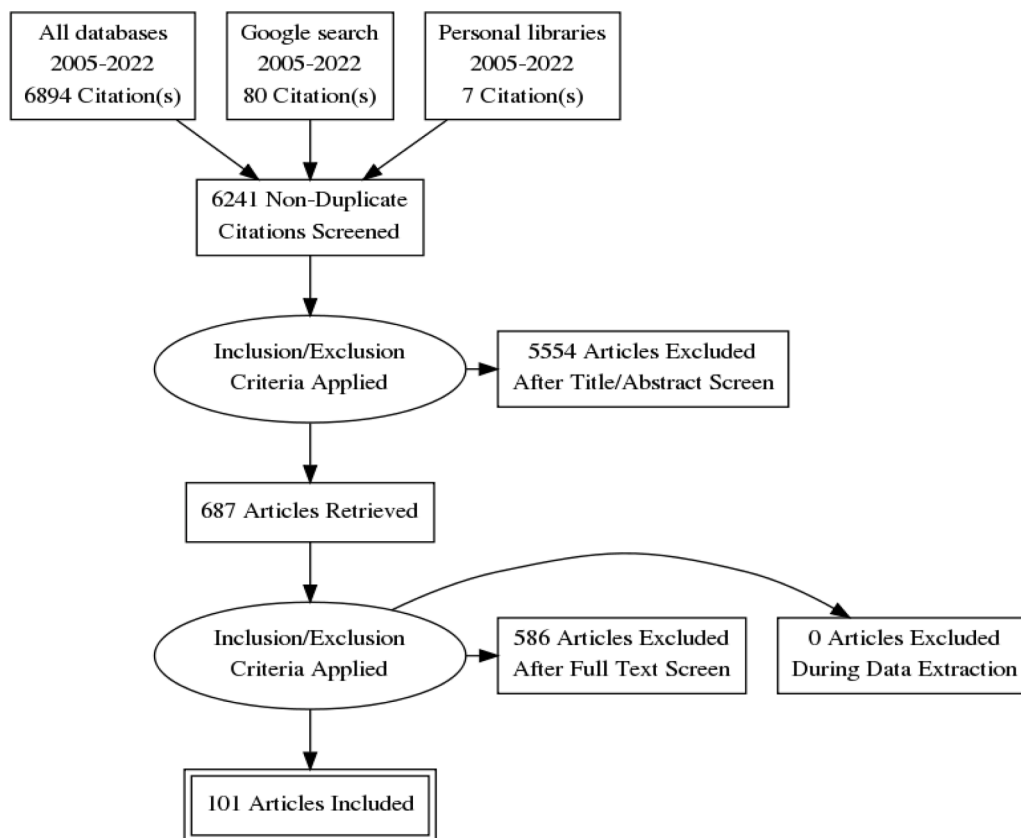 All databases
2005-2022
6894 Citation(s)
Google search
2005-2022
80 Citation(s)
Personal libraries
2005-2022
7 Citation(s)
6241 Non-Duplicate
Citations Screened
Inclusion/Exclusion
Criteria Applied
5554 Articles Excluded
After Title/Abstract Screen
687 Articles Retrieved
Inclusion/Exclusion
Criteria Applied
586 Articles Excluded
After Full Text Screen
0 Articles Excluded
During Data Extraction
101 Articles Included